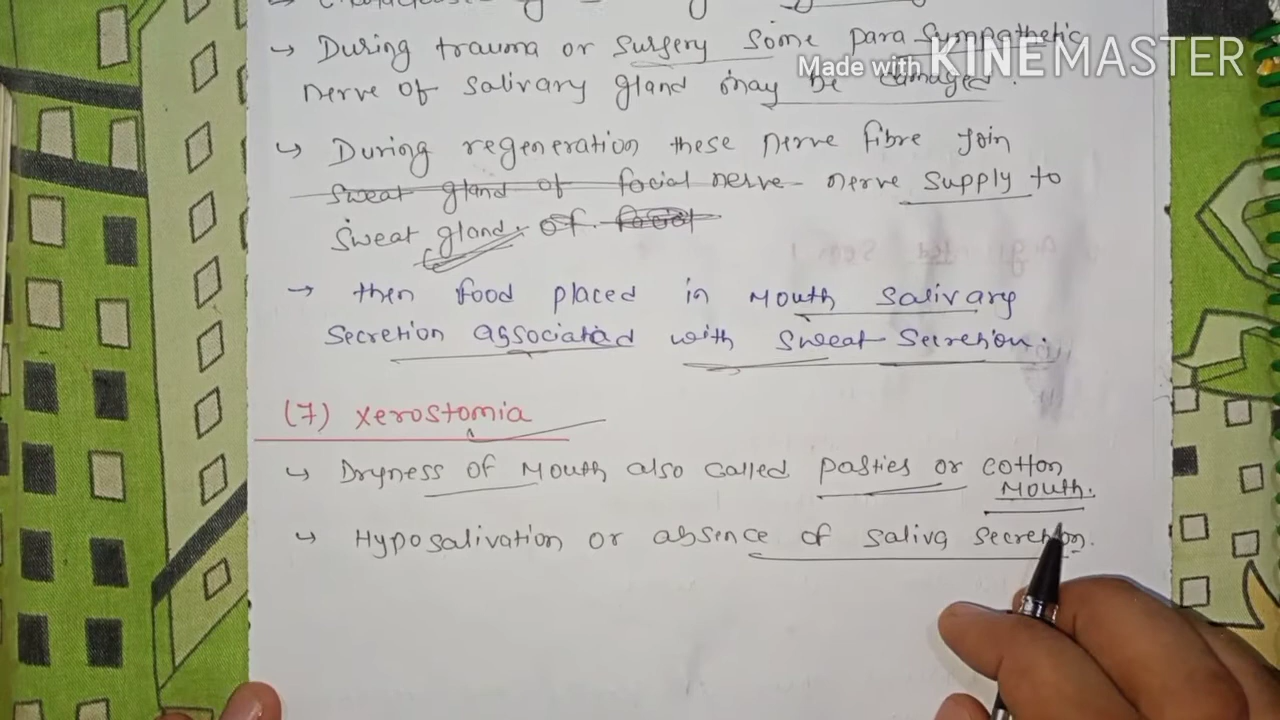 → During trauma or surgery some para sympathetic
Made with KINEMASTER
nerve of salivary gland may be damaged.
↳ During regeneration these nerve fibre join
sweat gland of facial nerve nerve supply to
sweat gland. of facial
→ then food placed in mouth salivary
secretion associated with sweat secretion.
(7) Xerostomia
↳ Dryness of mouth also called pasties or cotton
mouth.
↳ Hyposalivation or absence of saliva secretion.